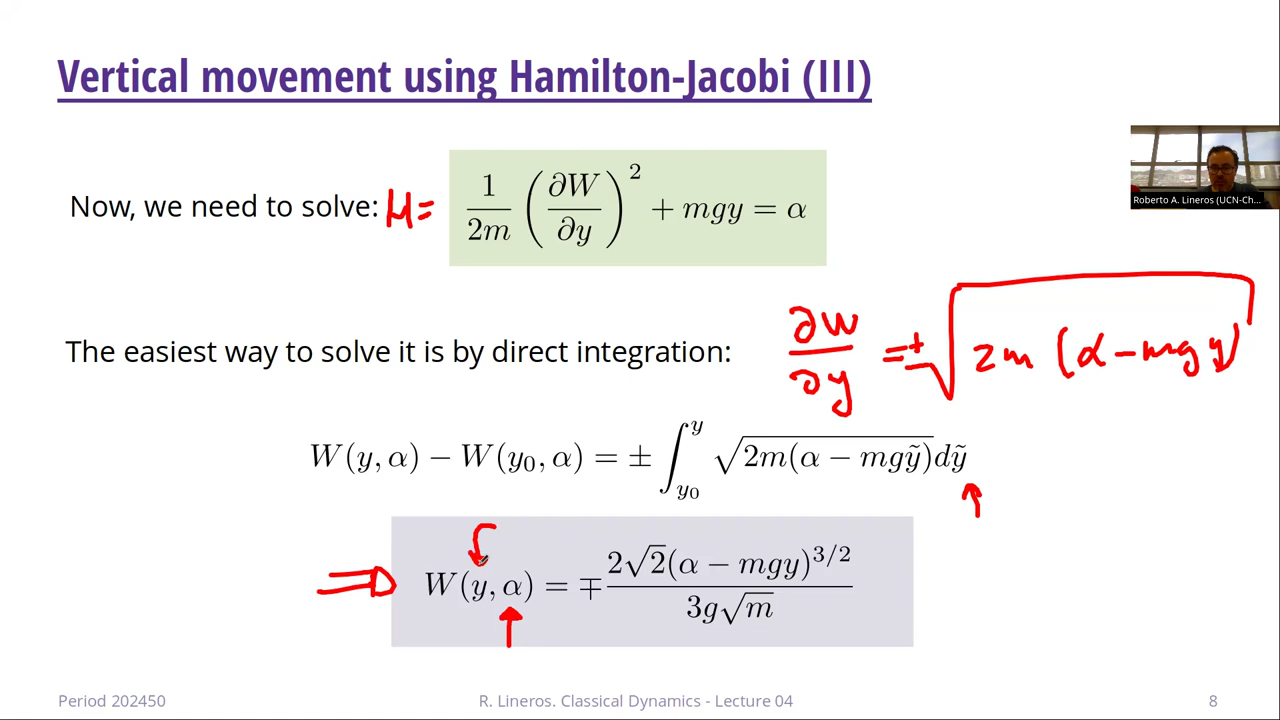 Vertical movement using Hamilton-Jacobi (III)
Now, we need to solve: H= 1/2m (∂W/∂y)² + mgy = α
Roberto A. Lineros (UCN-Ch...
The easiest way to solve it is by direct integration: ∂W/∂y = ±√(2m (α - mgy))
W(y, α) − W(y₀, α) = ± ∫_{y₀}^{y} √(2m(α − mgỹ)) dỹ
⇒ W(y, α) = ∓ 2√2(α − mgy)^{3/2} / 3g√m
Period 202450 R. Lineros. Classical Dynamics - Lecture 04 8